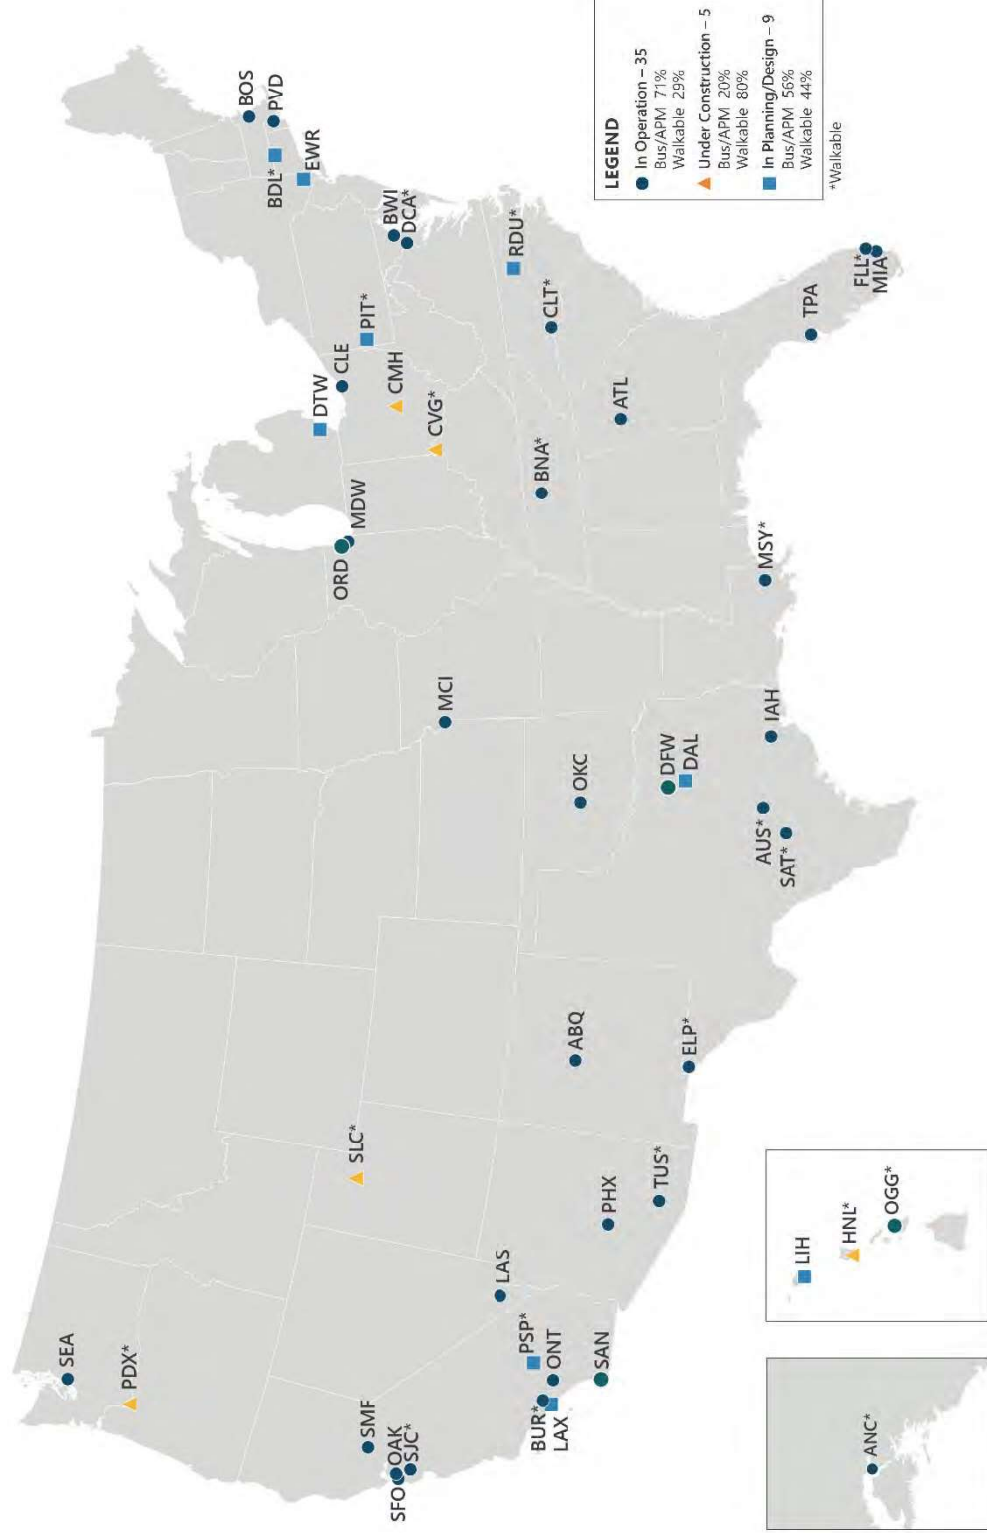 SEA
PDX*
SMF
OAK
SFO
SJC*
LAS
SLC*
BUR*
LAX
PSP*
ONT
SAN
PHX
TUS*
ABQ
ELP*
OKC
DFW
DAL
AUS*
SAT*
IAH
MCI
MSY*
ORD
MDW
DTW
CLE
PIT*
CMH
CVG*
BNA*
ATL
CLT*
RDU*
BWI
DCA*
BOS
PVD
BDL*
EWR
TPA
FLL*
MIA
ANC*
LIH
HNL*
OGG*
LEGEND
In Operation – 35
Bus/APM 71%
Walkable 29%
Under Construction – 5
Bus/APM 20%
Walkable 80%
In Planning/Design – 9
Bus/APM 56%
Walkable 44%
*Walkable